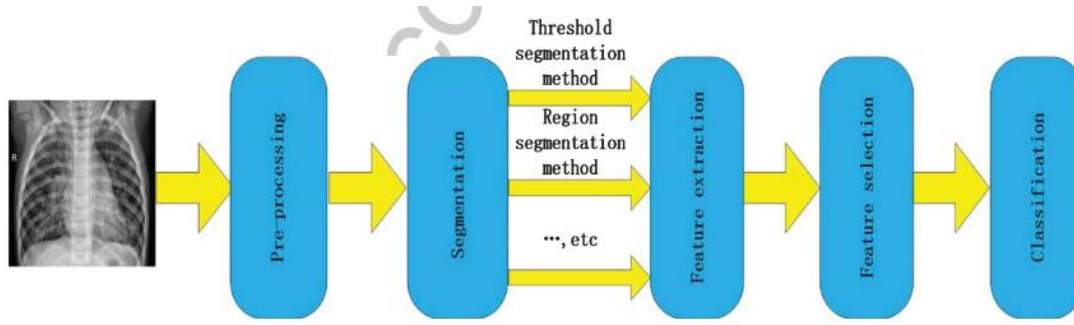 R
Pre-processing
Segmentation
Threshold
segmentation
method
Region
segmentation
method
…,etc
Feature extraction
Feature selection
Classification